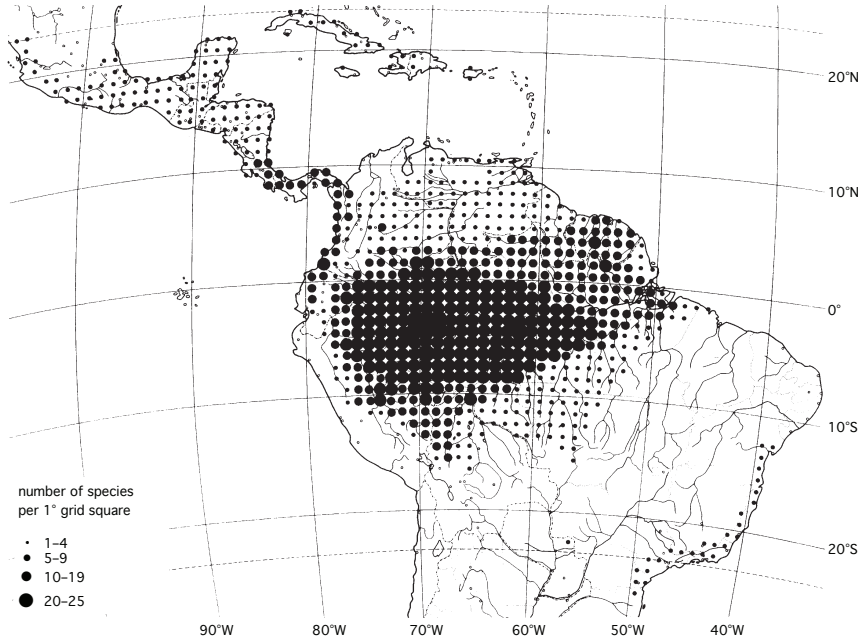 20°N
10°N
0°
10°S
20°S
number of species
per 1° grid square
1–4
5–9
10–19
20–25
90°W
80°W
70°W
60°W
50°W
40°W